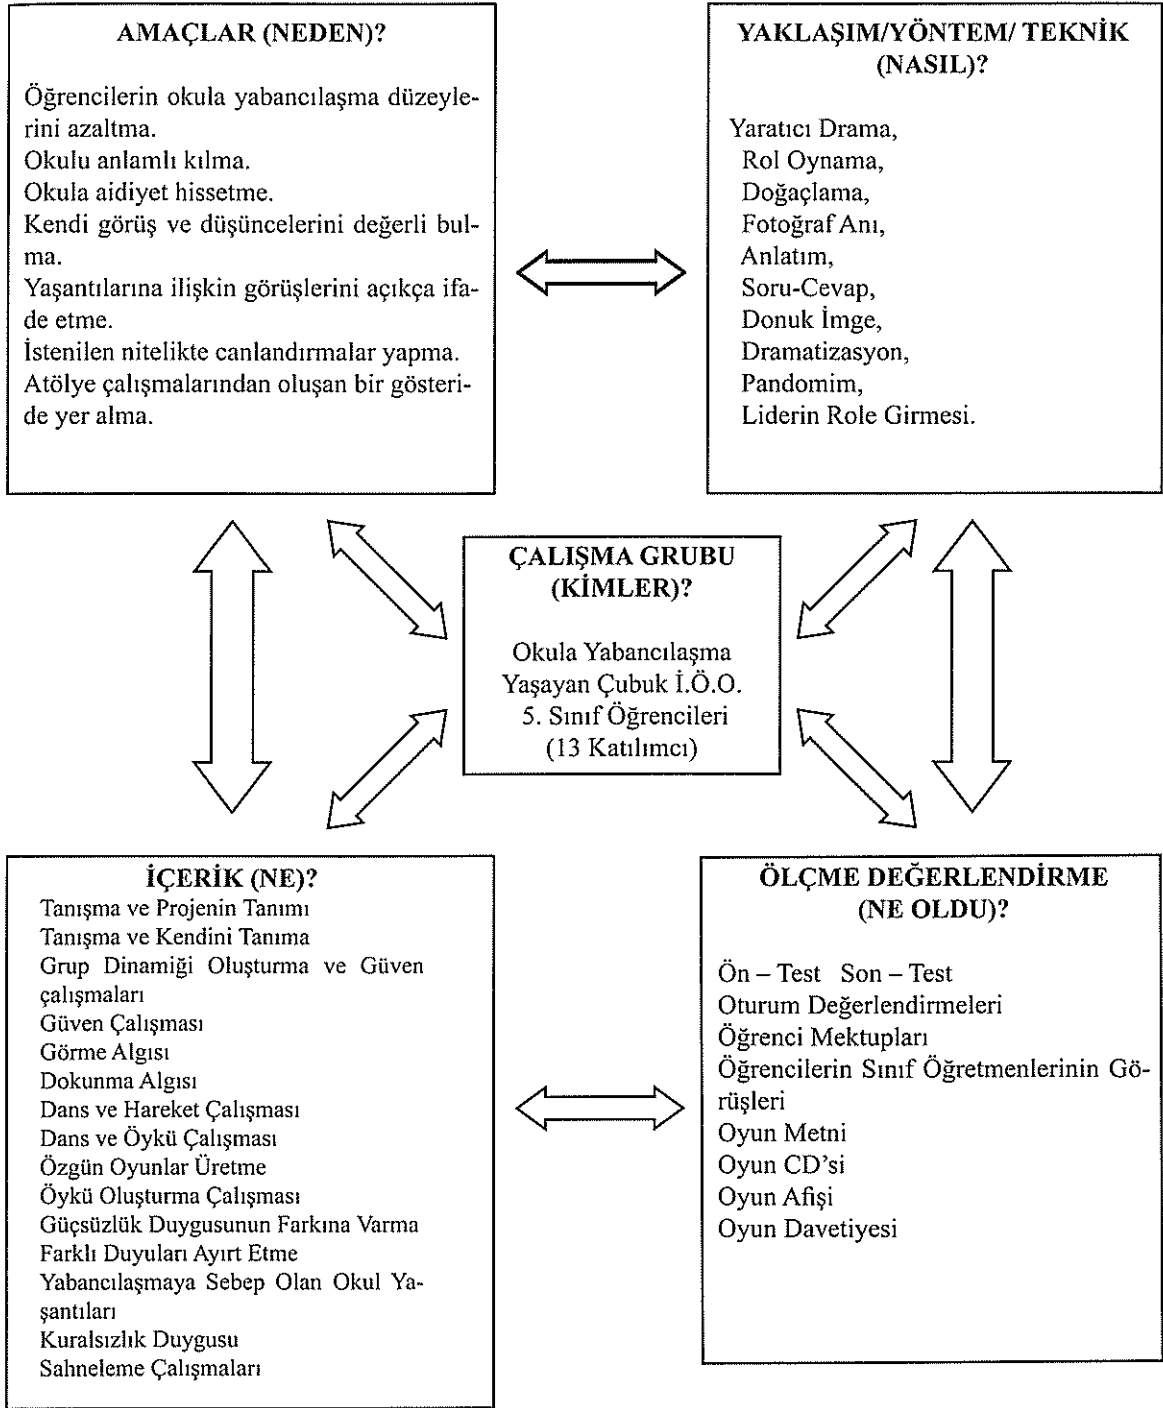 AMAÇLAR (NEDEN)?
Öğrencilerin okula yabancılaşma düzeyle-
rini azaltma.
Okulu anlamlı kılma.
Okula aidiyet hissetme.
Kendi görüş ve düşüncelerini değerli bul-
ma.
Yaşantılarına ilişkin görüşlerini açıkça ifa-
de etme.
İstenilen nitelikte canlandırmalar yapma.
Atölye çalışmalarından oluşan bir gösteri-
de yer alma.
YAKLAŞIM/YÖNTEM/ TEKNİK
(NASIL)?
Yaratıcı Drama,
Rol Oynama,
Doğaçlama,
Fotoğraf Anı,
Anlatım,
Soru-Cevap,
Donuk İmge,
Dramatizasyon,
Pandomim,
Liderin Role Girmesi.
ÇALIŞMA GRUBU
(KİMLER)?
Okula Yabancılaşma
Yaşayan Çubuk İ.Ö.O.
5. Sınıf Öğrencileri
(13 Katılımcı)
İÇERİK (NE)?
Tanışma ve Projenin Tanımı
Tanışma ve Kendini Tanıma
Grup Dinamiği Oluşturma ve Güven
çalışmaları
Güven Çalışması
Görme Algısı
Dokunma Algısı
Dans ve Hareket Çalışması
Dans ve Öykü Çalışması
Özgün Oyunlar Üretme
Öykü Oluşturma Çalışması
Güçsüzlük Duygusunun Farkına Varma
Farklı Duyuları Ayırt Etme
Yabancılaşmaya Sebep Olan Okul Ya-
şantıları
Kuralsızlık Duygusu
Sahneleme Çalışmaları
ÖLÇME DEĞERLENDİRME
(NE OLDU)?
Ön – Test Son – Test
Oturum Değerlendirmeleri
Öğrenci Mektupları
Öğrencilerin Sınıf Öğretmenlerinin Gö-
rüşleri
Oyun Metni
Oyun CD’si
Oyun Afişi
Oyun Davetiyesi